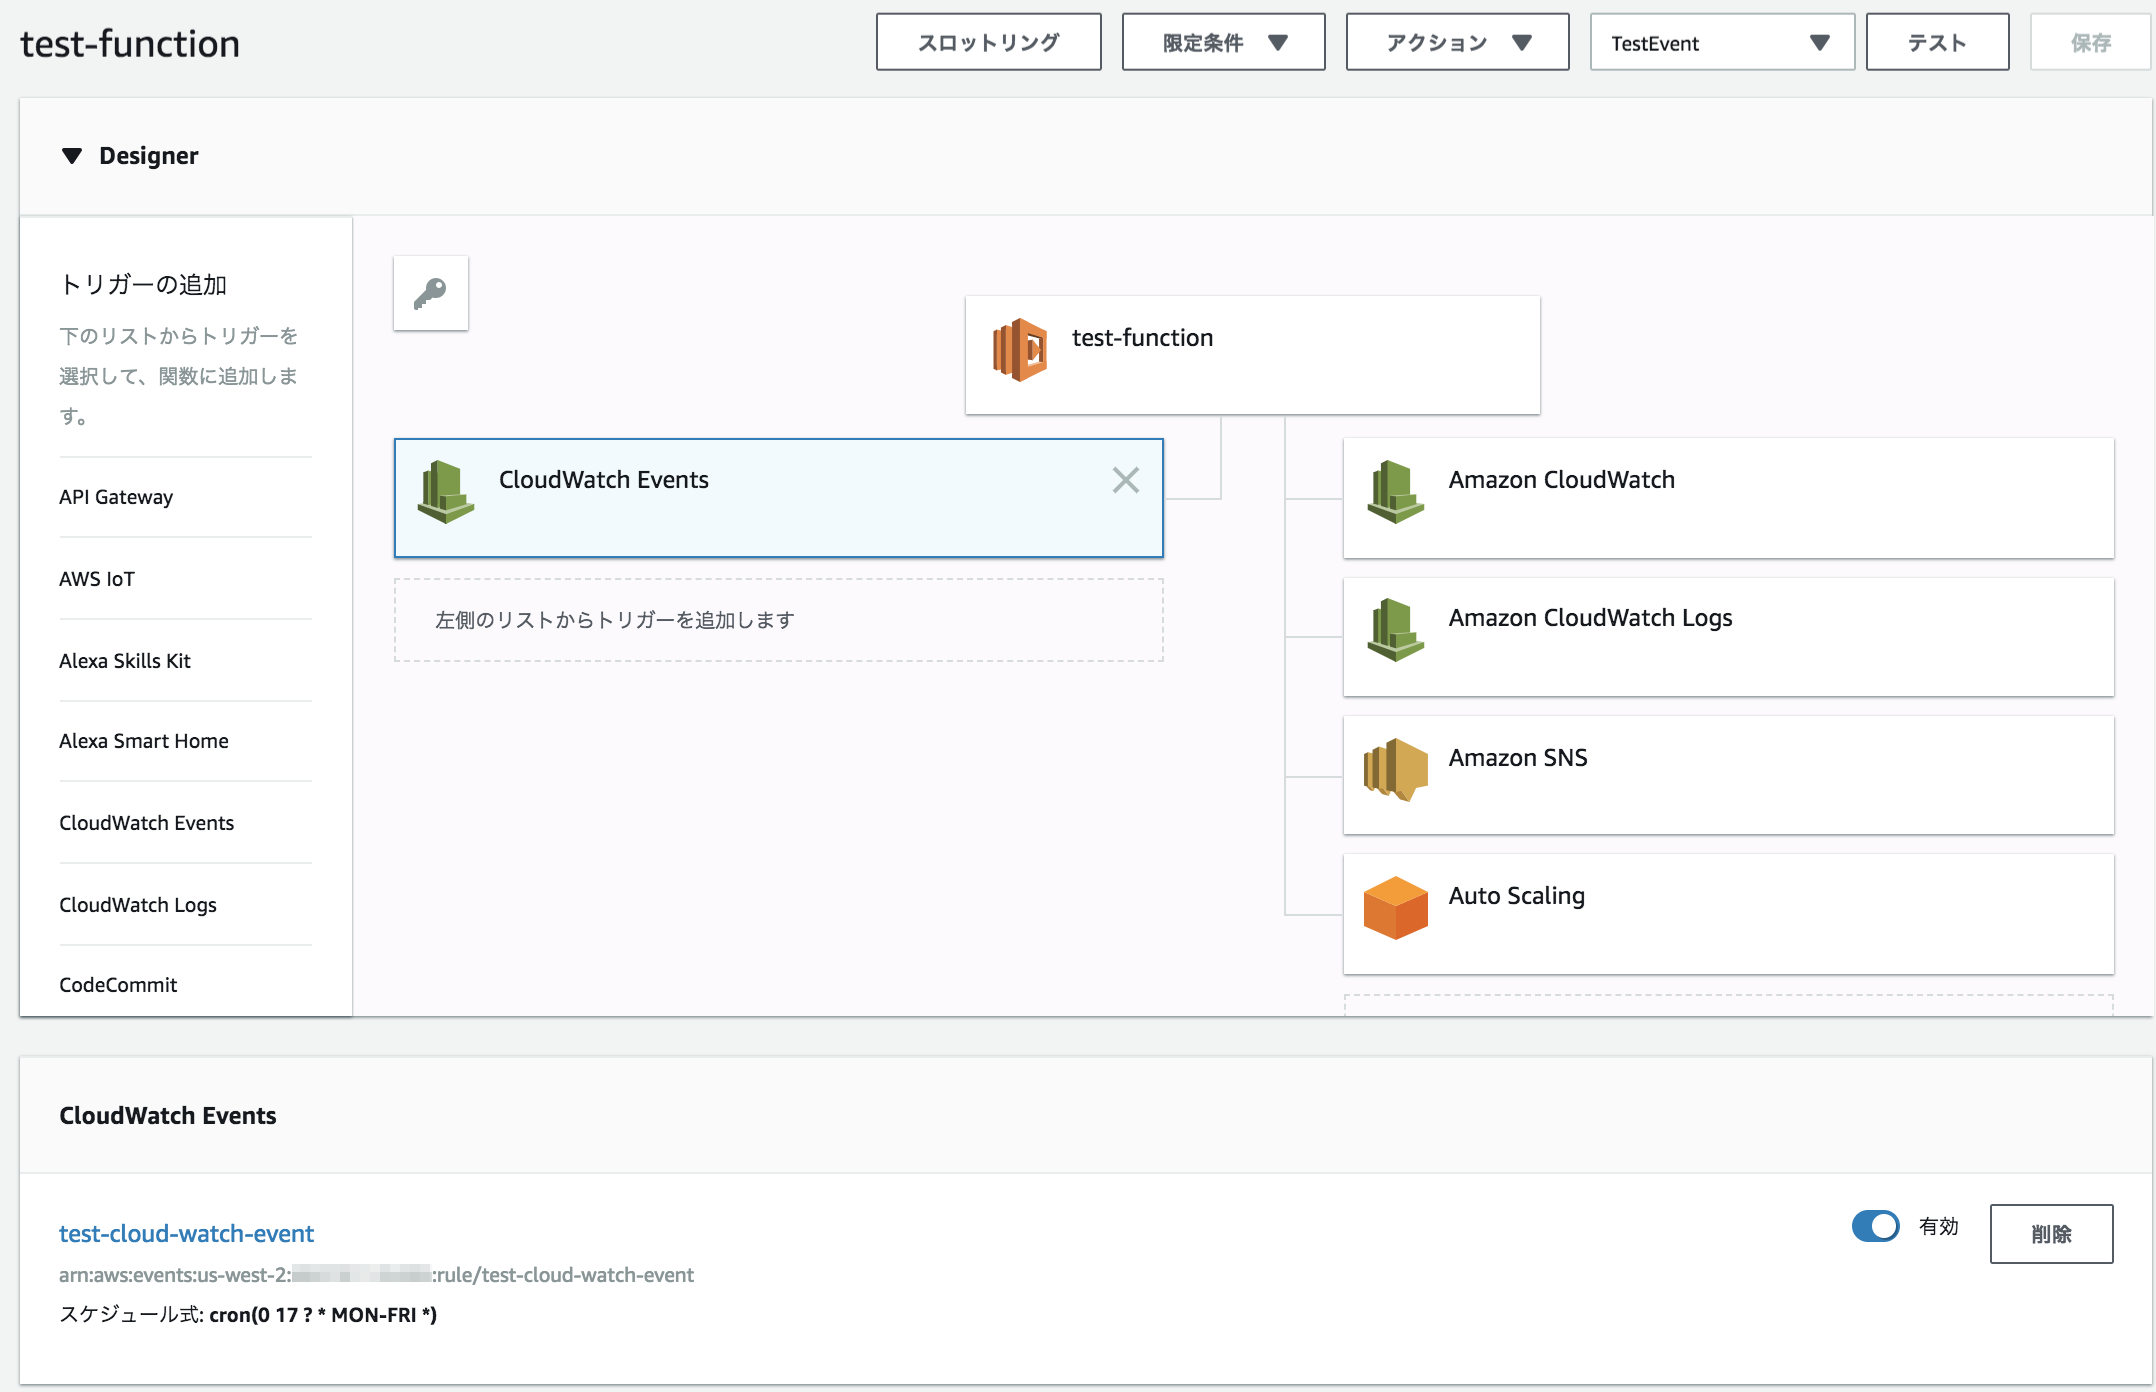 test-function
スロットリング
限定条件
アクション
TestEvent
テスト
保存
Designer
トリガーの追加
下のリストからトリガーを
選択して、関数に追加しま
す。
API Gateway
AWS IoT
Alexa Skills Kit
Alexa Smart Home
CloudWatch Events
CloudWatch Logs
CodeCommit
test-function
CloudWatch Events
左側のリストからトリガーを追加します
Amazon CloudWatch
Amazon CloudWatch Logs
Amazon SNS
Auto Scaling
CloudWatch Events
test-cloud-watch-event
arn:aws:events:us-west-2: :rule/test-cloud-watch-event
スケジュール式: cron(0 17 ? * MON-FRI *)
有効
削除